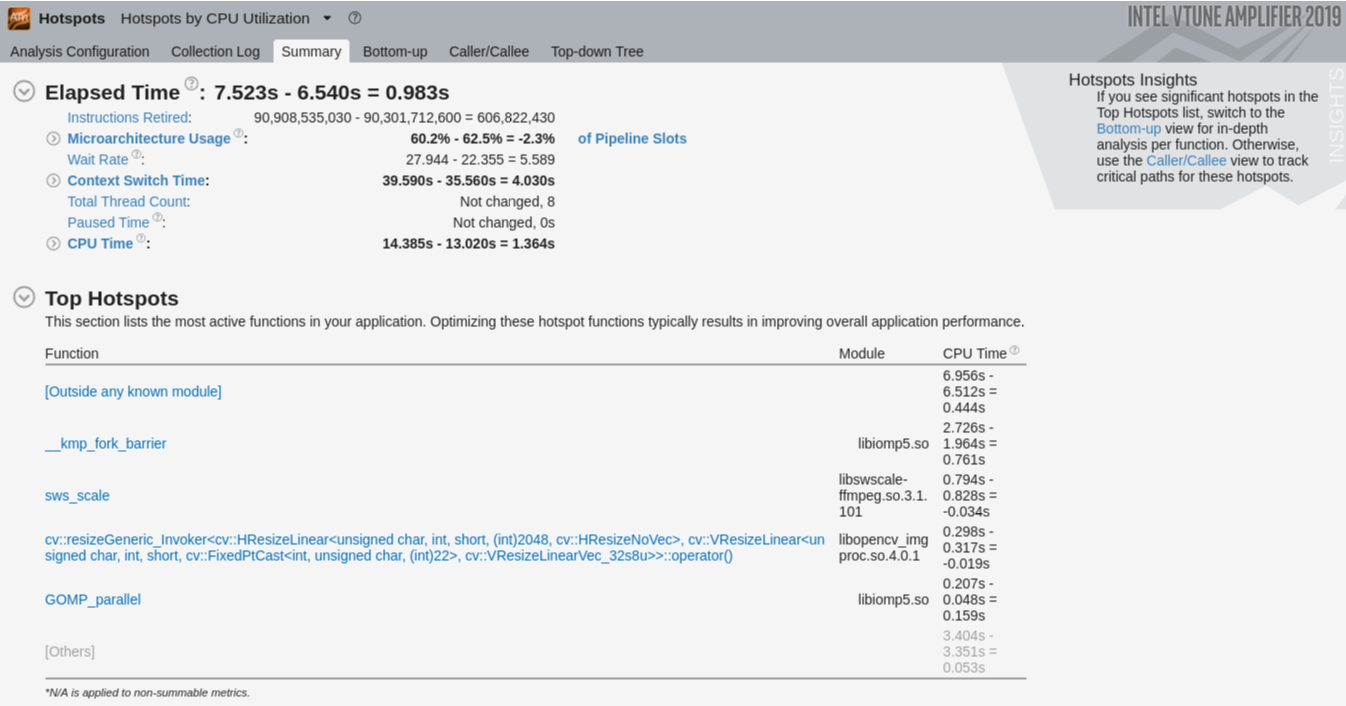 Hotspots Hotspots by CPU Utilization
INTEL VTUNE AMPLIFIER 2019
Analysis Configuration Collection Log Summary Bottom-up Caller/Callee Top-down Tree
Elapsed Time ?: 7.523s - 6.540s = 0.983s
Instructions Retired: 90,908,535,030 - 90,301,712,600 = 606,822,430
Microarchitecture Usage ?: 60.2% - 62.5% = -2.3% of Pipeline Slots
Wait Rate ?: 27.944 - 22.355 = 5.589
Context Switch Time: 39.590s - 35.560s = 4.030s
Total Thread Count: Not changed, 8
Paused Time ?: Not changed, 0s
CPU Time ?: 14.385s - 13.020s = 1.364s
Hotspots Insights
If you see significant hotspots in the
Top Hotspots list, switch to the
Bottom-up view for in-depth
analysis per function. Otherwise,
use the Caller/Callee view to track
critical paths for these hotspots.
INSIGHTS
Top Hotspots
This section lists the most active functions in your application. Optimizing these hotspot functions typically results in improving overall application performance.
Function Module CPU Time ?
[Outside any known module]
6.956s -
6.512s =
0.444s
__kmp_fork_barrier
libiomp5.so
2.726s -
1.964s =
0.761s
sws_scale
libswscale-
ffmpeg.so.3.1.
101
0.794s -
0.828s =
-0.034s
cv::resizeGeneric_Invoker<cv::HResizeLinear<unsigned char, int, short, (int)2048, cv::HResizeNoVec>, cv::VResizeLinear<un
signed char, int, short, cv::FixedPtCast<int, unsigned char, (int)22>, cv::VResizeLinearVec_32s8u>>::operator()
libopencv_img
proc.so.4.0.1
0.298s -
0.317s =
-0.019s
GOMP_parallel
libiomp5.so
0.207s -
0.048s =
0.159s
[Others]
3.404s -
3.351s =
0.053s
*N/A is applied to non-summable metrics.